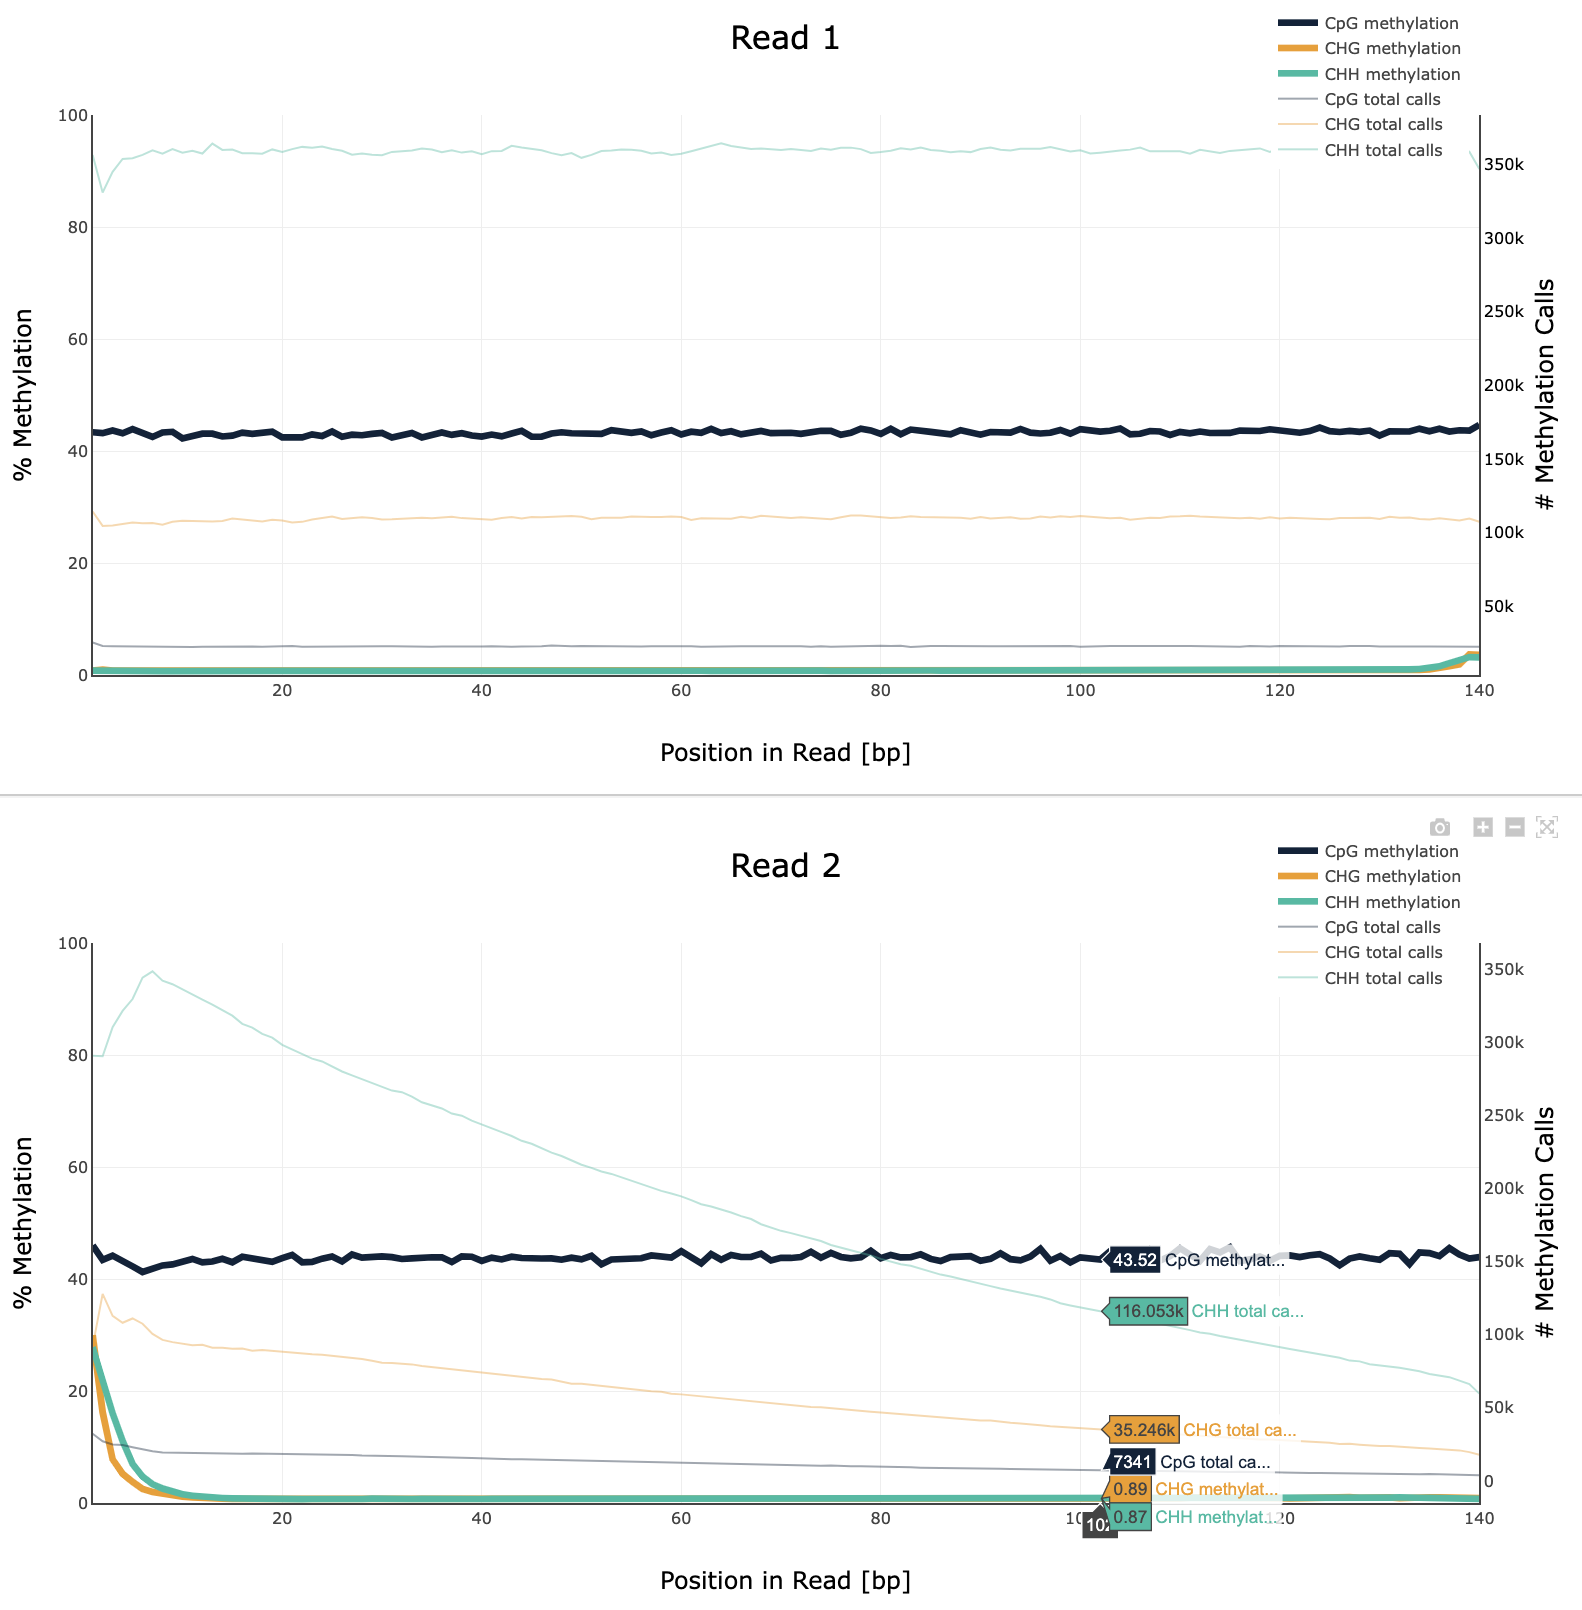 Read 1
CpG methylation
CHG methylation
CHH methylation
CpG total calls
CHG total calls
CHH total calls
100
80
60
40
20
0
% Methylation
350k
300k
250k
200k
150k
100k
50k
# Methylation Calls
20 40 60 80 100 120 140
Position in Read [bp]
Read 2
CpG methylation
CHG methylation
CHH methylation
CpG total calls
CHG total calls
CHH total calls
100
80
60
40
20
0
% Methylation
350k
300k
250k
200k
150k
100k
50k
0
# Methylation Calls
43.52 CpG methylat...
116.053k CHH total ca...
35.246k CHG total ca...
7341 CpG total ca...
0.89 CHG methylat...
0.87 CHH methylat...
20 40 60 80 140
Position in Read [bp]